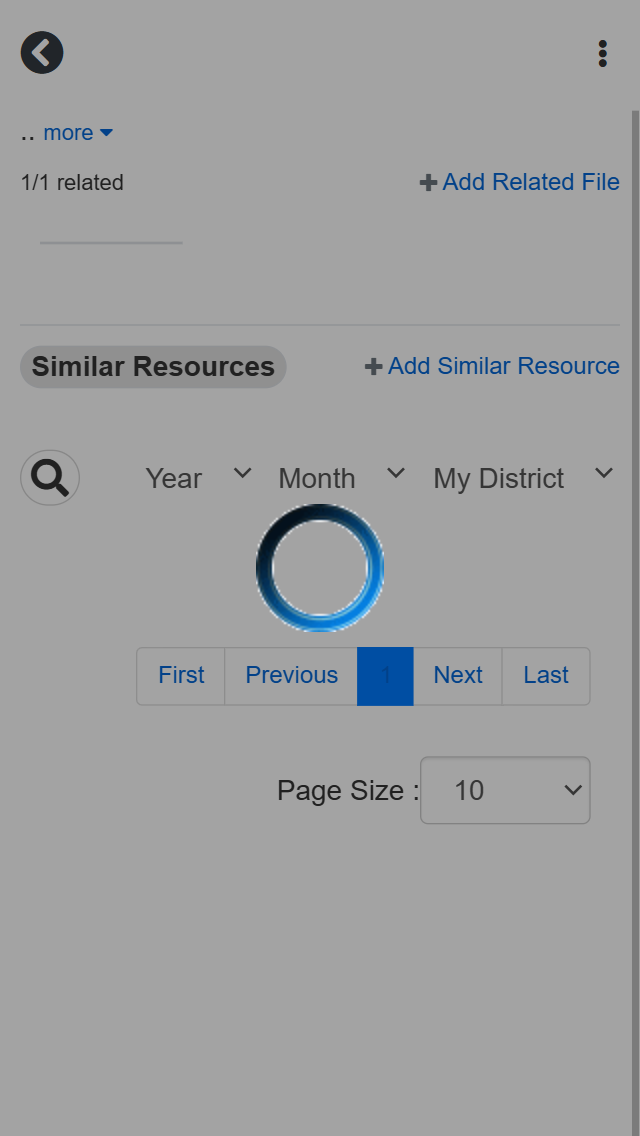 .. more
1/1 related
Add Related File
Similar Resources
Add Similar Resource
Year Month My District
First Previous 1 Next Last
Page Size : 10